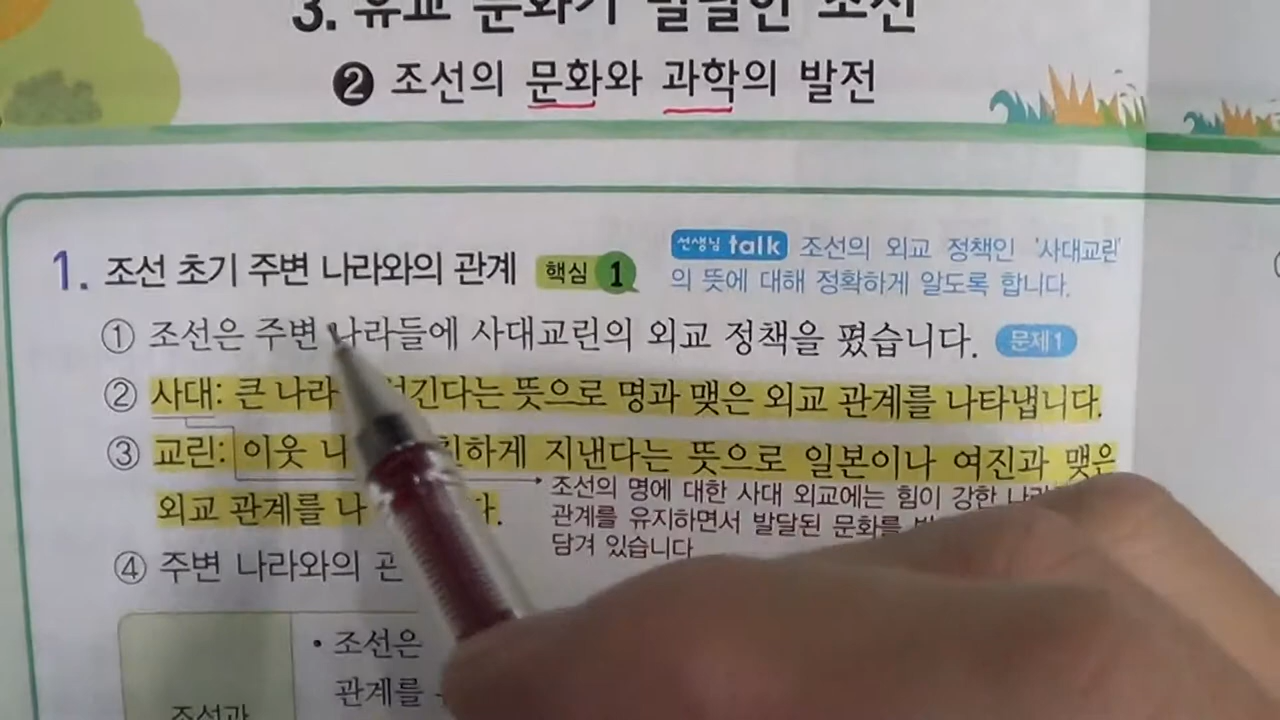 3. 유교 문화가 발달한 조선
❷ 조선의 문화와 과학의 발전
1. 조선 초기 주변 나라와의 관계 핵심 1
선생님 talk 조선의 외교 정책인 '사대교린'
의 뜻에 대해 정확하게 알도록 합니다.
① 조선은 주변 나라들에 사대교린의 외교 정책을 폈습니다. 문제1
② 사대: 큰 나라 섬긴다는 뜻으로 명과 맺은 외교 관계를 나타냅니다.
③ 교린: 이웃 나 친하게 지낸다는 뜻으로 일본이나 여진과 맺은
외교 관계를 나
조선의 명에 대한 사대 외교에는 힘이 강한
관계를 유지하면서 발달된 문화를
담겨 있습니다
④ 주변 나라와의 관
• 조선은
관계를
조선과